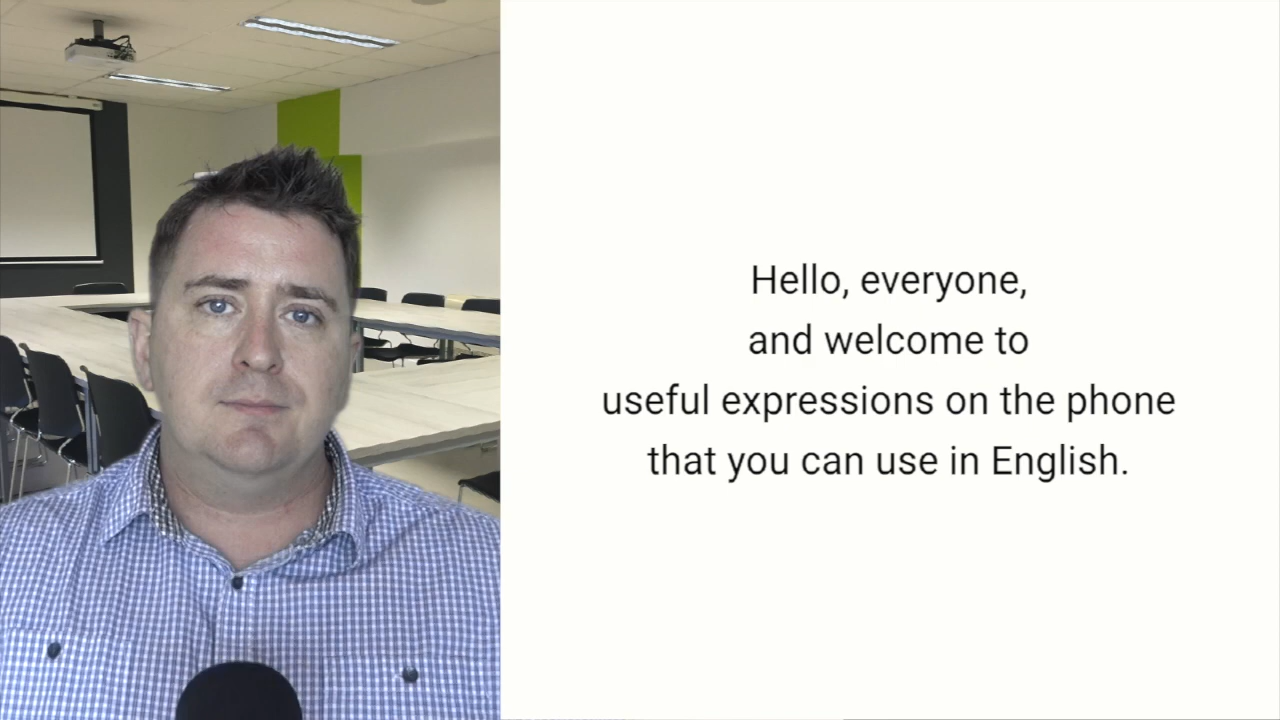 Hello, everyone,
and welcome to
useful expressions on the phone
that you can use in English.